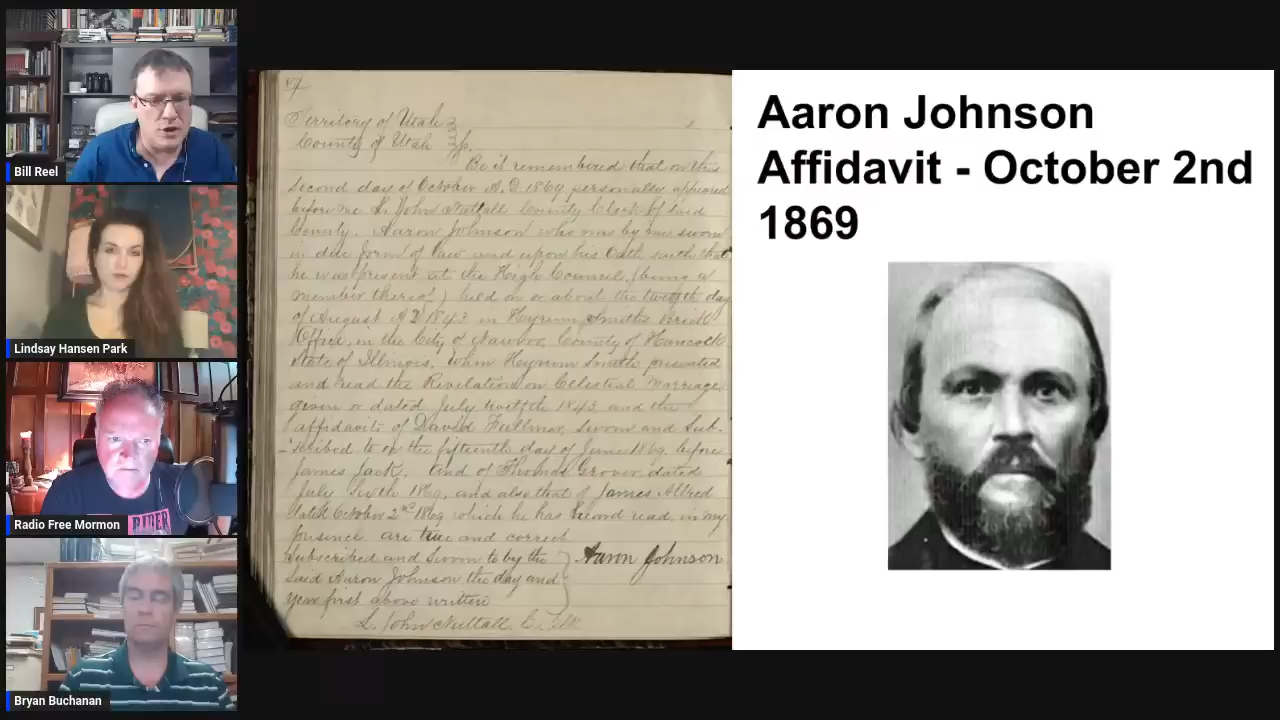 Bill Reel
Lindsay Hansen Park
Radio Free Mormon
RIDER
Bryan Buchanan
Territory of Utah
County of Utah
Be it remembered that on this
Second day of October A.D. 1869 personally appeared
before me L. John Nuttall County Clerk of said
County. Aaron Johnson who was by me sworn
in due form of law and upon his Oath saith that
he was present at the High Council, (being a
member thereof) held on or about the twelfth day
of August AD 1843 in Hyrum Smith's Brick
Office, in the City of Nauvoo, County of Hancock
State of Illinois. When Heyrum Smith presented
and read the Revelation on Celestial Marriage
given or dated July twelfth 1843 and the
affidavits of David Fullmer, Sworn and Sub-
scribed to on the fifteenth day of June 1869. before
James Jack. And of Thomas Grover dated
July Sixth 1869. and also that of James Allred
dated October 2nd 1869 which he has heard read, in my
presence are true and correct
Subscribed and Sworn to by the
Said Aaron Johnson the day and
Year first above written
Aaron Johnson
L. John Nuttall Co. Clk
Aaron Johnson
Affidavit - October 2nd
1869